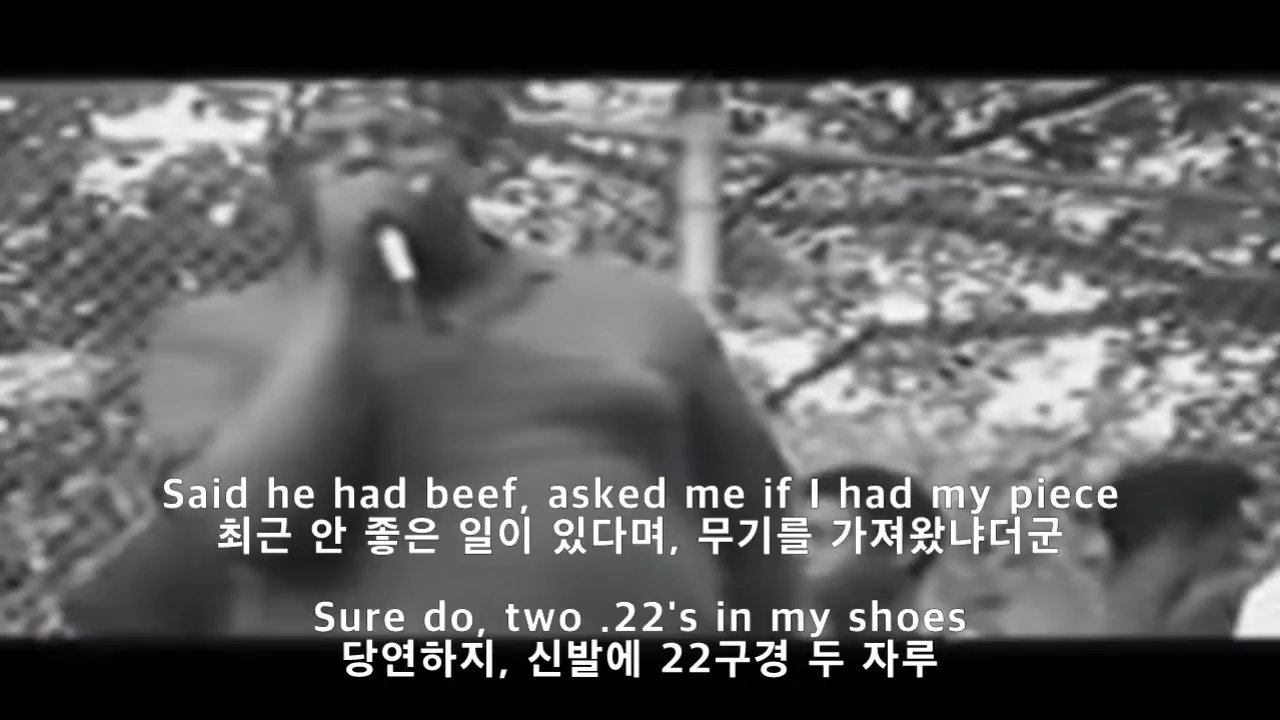 Said he had beef, asked me if I had my piece
최근 안 좋은 일이 있다며, 무기를 가져왔냐더군
Sure do, two .22's in my shoes
당연하지, 신발에 22구경 두 자루